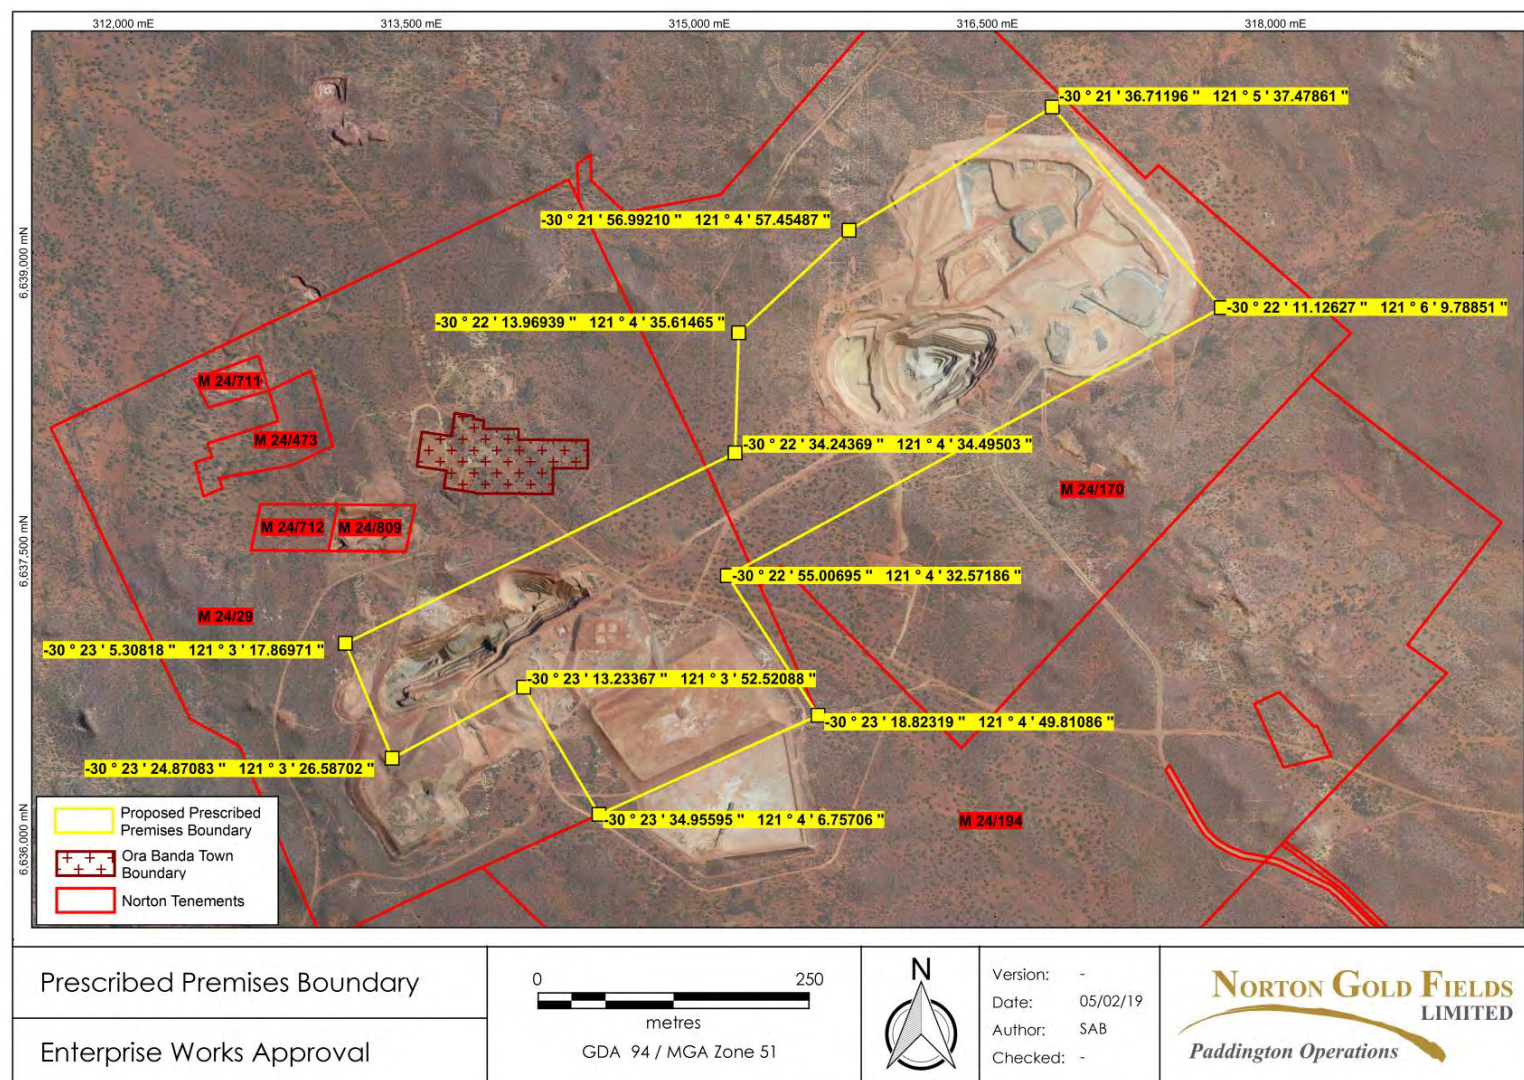 312,000 mE
313,500 mE
315,000 mE
316,500 mE
318,000 mE
6,639,000 mN
6,637,500 mN
6,636,000 mN
-30 ° 21 ' 36.71196 " 121 ° 5 ' 37.47861 "
-30 ° 21 ' 56.99210 " 121 ° 4 ' 57.45487 "
-30 ° 22 ' 13.96939 " 121 ° 4 ' 35.61465 "
-30 ° 22 ' 11.12627 " 121 ° 6 ' 9.78851 "
M 24/711
M 24/473
-30 ° 22 ' 34.24369 " 121 ° 4 ' 34.49503 "
M 24/170
M 24/712
M 24/809
-30 ° 22 ' 55.00695 " 121 ° 4 ' 32.57186 "
M 24/29
-30 ° 23 ' 5.30818 " 121 ° 3 ' 17.86971 "
-30 ° 23 ' 13.23367 " 121 ° 3 ' 52.52088 "
-30 ° 23 ' 18.82319 " 121 ° 4 ' 49.81086 "
-30 ° 23 ' 24.87083 " 121 ° 3 ' 26.58702 "
-30 ° 23 ' 34.95595 " 121 ° 4 ' 6.75706 "
M 24/194
Proposed Prescribed
Premises Boundary
Ora Banda Town
Boundary
Norton Tenements
Prescribed Premises Boundary
Enterprise Works Approval
0 250
metres
GDA 94 / MGA Zone 51
N
Version: -
Date: 05/02/19
Author: SAB
Checked: -
NORTON GOLD FIELDS
LIMITED
Paddington Operations